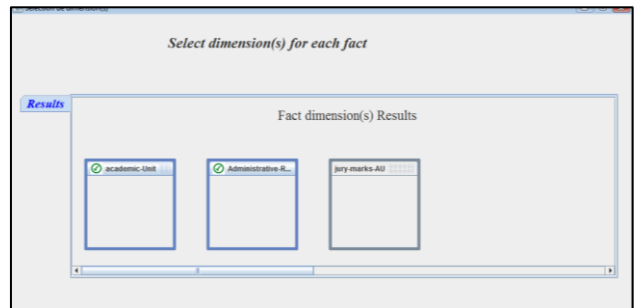 Select dimension(s) for each fact
Results
Fact dimension(s) Results
academic-Unit
Administrative-R...
jury-marks-AU